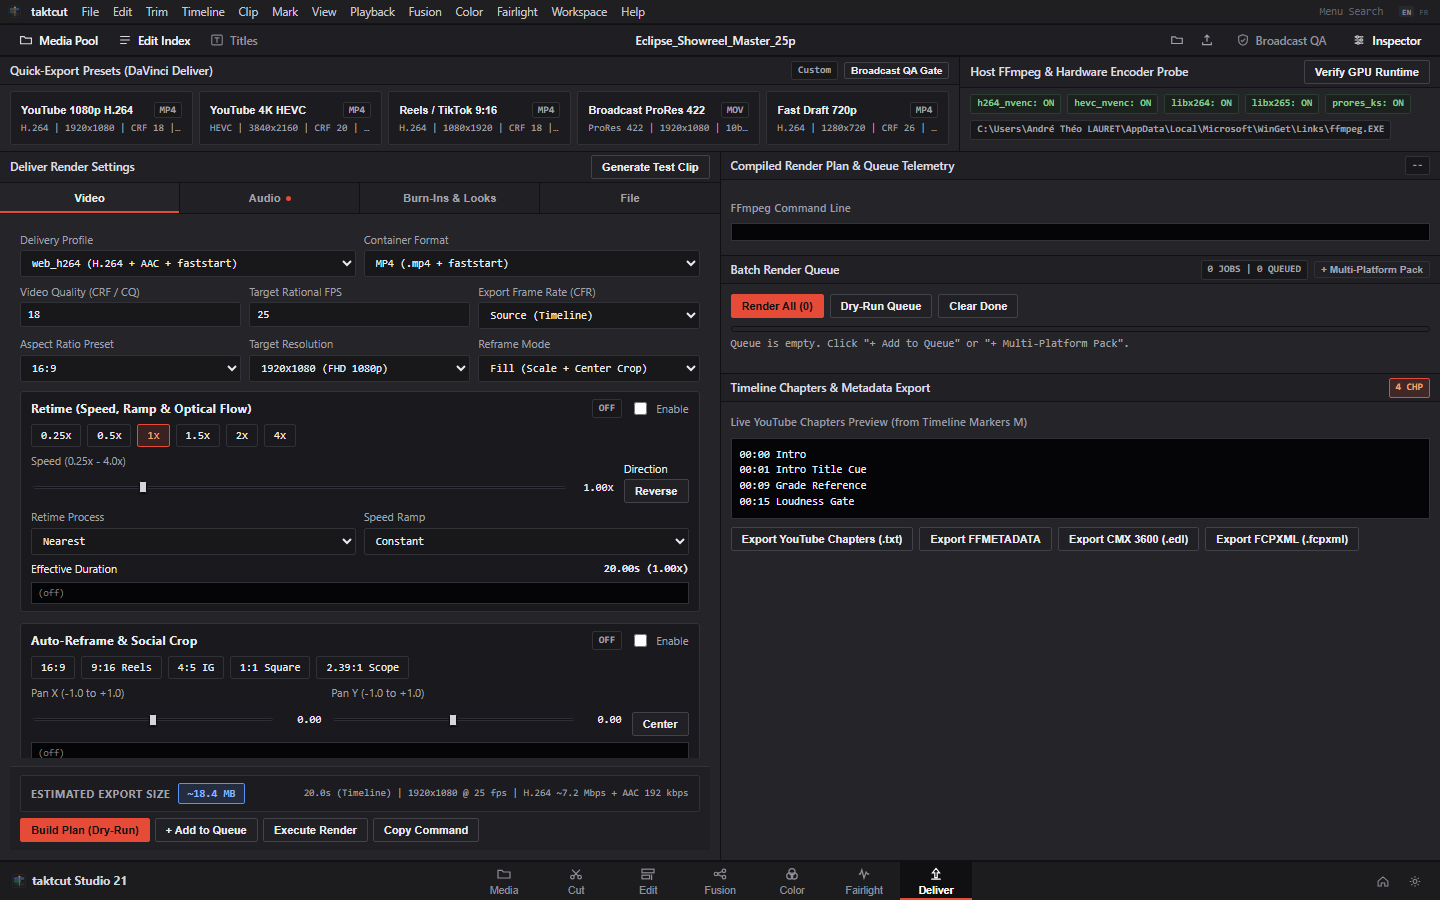 taktcut File Edit Trim Timeline Clip Mark View Playback Fusion Color Fairlight Workspace Help Menu Search EN FR
Media Pool Edit Index Titles Eclipse_Showreel_Master_25p Broadcast QA Inspector
Quick-Export Presets (DaVinci Deliver) Custom Broadcast QA Gate
YouTube 1080p H.264 MP4
H.264 | 1920x1080 | CRF 18 |…
YouTube 4K HEVC MP4
HEVC | 3840x2160 | CRF 20 | …
Reels / TikTok 9:16 MP4
H.264 | 1080x1920 | CRF 18 |…
Broadcast ProRes 422 MOV
ProRes 422 | 1920x1080 | 10b…
Fast Draft 720p MP4
H.264 | 1280x720 | CRF 26 | …
Host FFmpeg & Hardware Encoder Probe Verify GPU Runtime
h264_nvenc: ON hevc_nvenc: ON libx264: ON libx265: ON prores_ks: ON
C:\Users\André Théo LAURET\AppData\Local\Microsoft\WinGet\Links\ffmpeg.EXE
Deliver Render Settings Generate Test Clip
Video Audio Burn-Ins & Looks File
Delivery Profile Container Format
web_h264 (H.264 + AAC + faststart) MP4 (.mp4 + faststart)
Video Quality (CRF / CQ) Target Rational FPS Export Frame Rate (CFR)
18 25 Source (Timeline)
Aspect Ratio Preset Target Resolution Reframe Mode
16:9 1920x1080 (FHD 1080p) Fill (Scale + Center Crop)
Retime (Speed, Ramp & Optical Flow) OFF Enable
0.25x 0.5x 1x 1.5x 2x 4x
Speed (0.25x - 4.0x)
Direction
1.00x Reverse
Retime Process Speed Ramp
Nearest Constant
Effective Duration 20.00s (1.00x)
(off)
Auto-Reframe & Social Crop OFF Enable
16:9 9:16 Reels 4:5 IG 1:1 Square 2.39:1 Scope
Pan X (-1.0 to +1.0) Pan Y (-1.0 to +1.0)
0.00 0.00 Center
(off)
ESTIMATED EXPORT SIZE ~18.4 MB 20.0s (Timeline) | 1920x1080 @ 25 fps | H.264 ~7.2 Mbps + AAC 192 kbps
Build Plan (Dry-Run) + Add to Queue Execute Render Copy Command
Compiled Render Plan & Queue Telemetry --
FFmpeg Command Line
Batch Render Queue 0 JOBS | 0 QUEUED + Multi-Platform Pack
Render All (0) Dry-Run Queue Clear Done
Queue is empty. Click "+ Add to Queue" or "+ Multi-Platform Pack".
Timeline Chapters & Metadata Export 4 CHP
Live YouTube Chapters Preview (from Timeline Markers M)
00:00 Intro
00:01 Intro Title Cue
00:09 Grade Reference
00:15 Loudness Gate
Export YouTube Chapters (.txt) Export FFMETADATA Export CMX 3600 (.edl) Export FCPXML (.fcpxml)
taktcut Studio 21 Media Cut Edit Fusion Color Fairlight Deliver